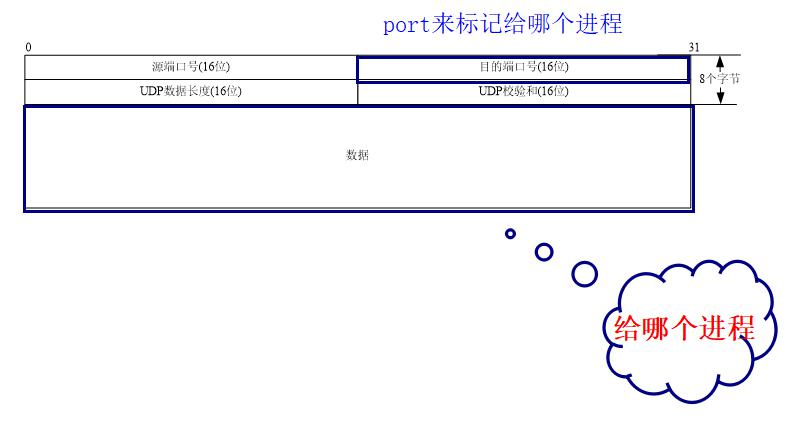 port来标记给哪个进程
0
31
源端口号(16位)
目的端口号(16位)
8个字节
UDP数据长度(16位)
UDP校验和(16位)
数据
给哪个进程